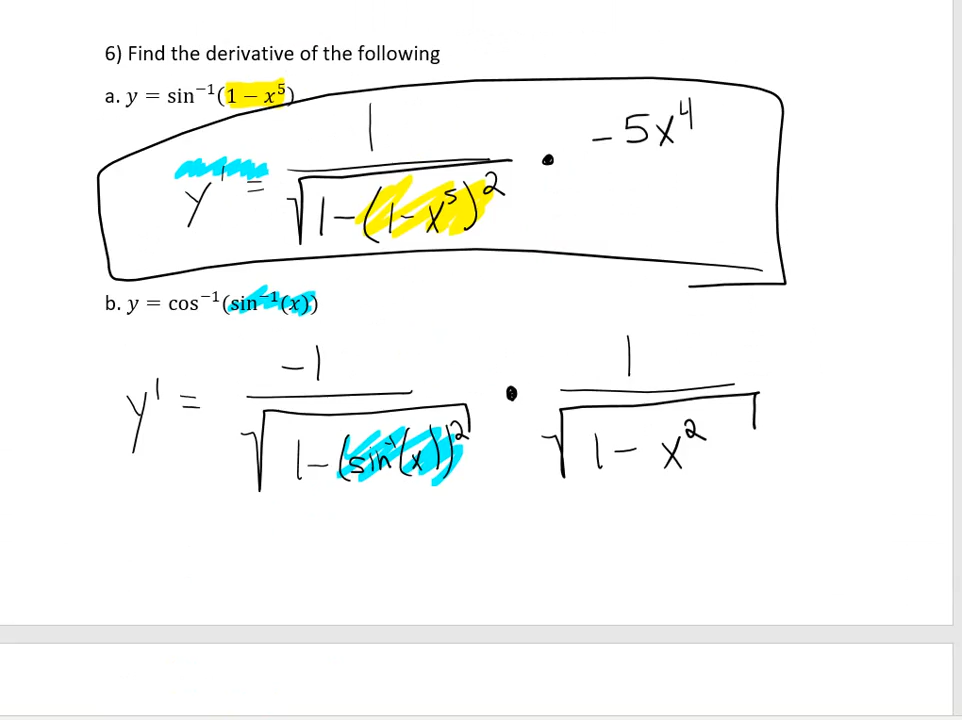 6) Find the derivative of the following
a. y = sin⁻¹(1 − x⁵)
y' = 1/√(1-(1-x⁵)²) • -5x⁴
b. y = cos⁻¹(sin⁻¹(x))
y' = -1/√(1-(sin⁻¹(x))²) • 1/√(1-x²)